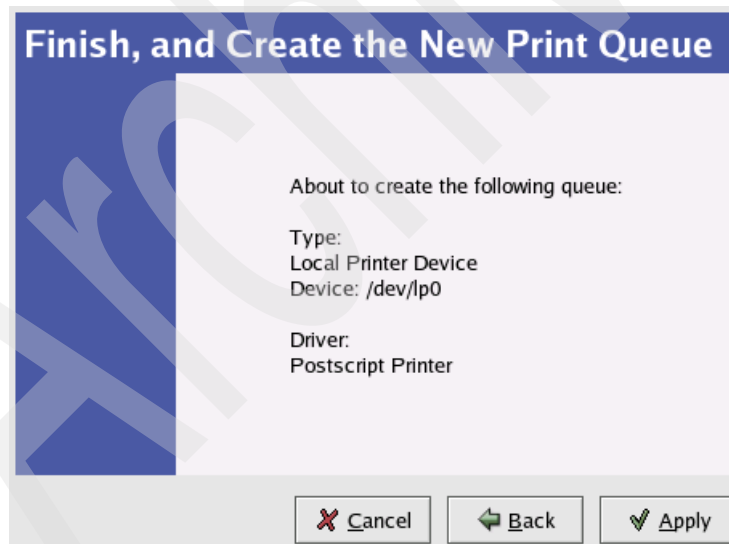 Finish, and Create the New Print Queue
About to create the following queue:
Type:
Local Printer Device
Device: /dev/lp0
Driver:
Postscript Printer
Cancel
Back
Apply